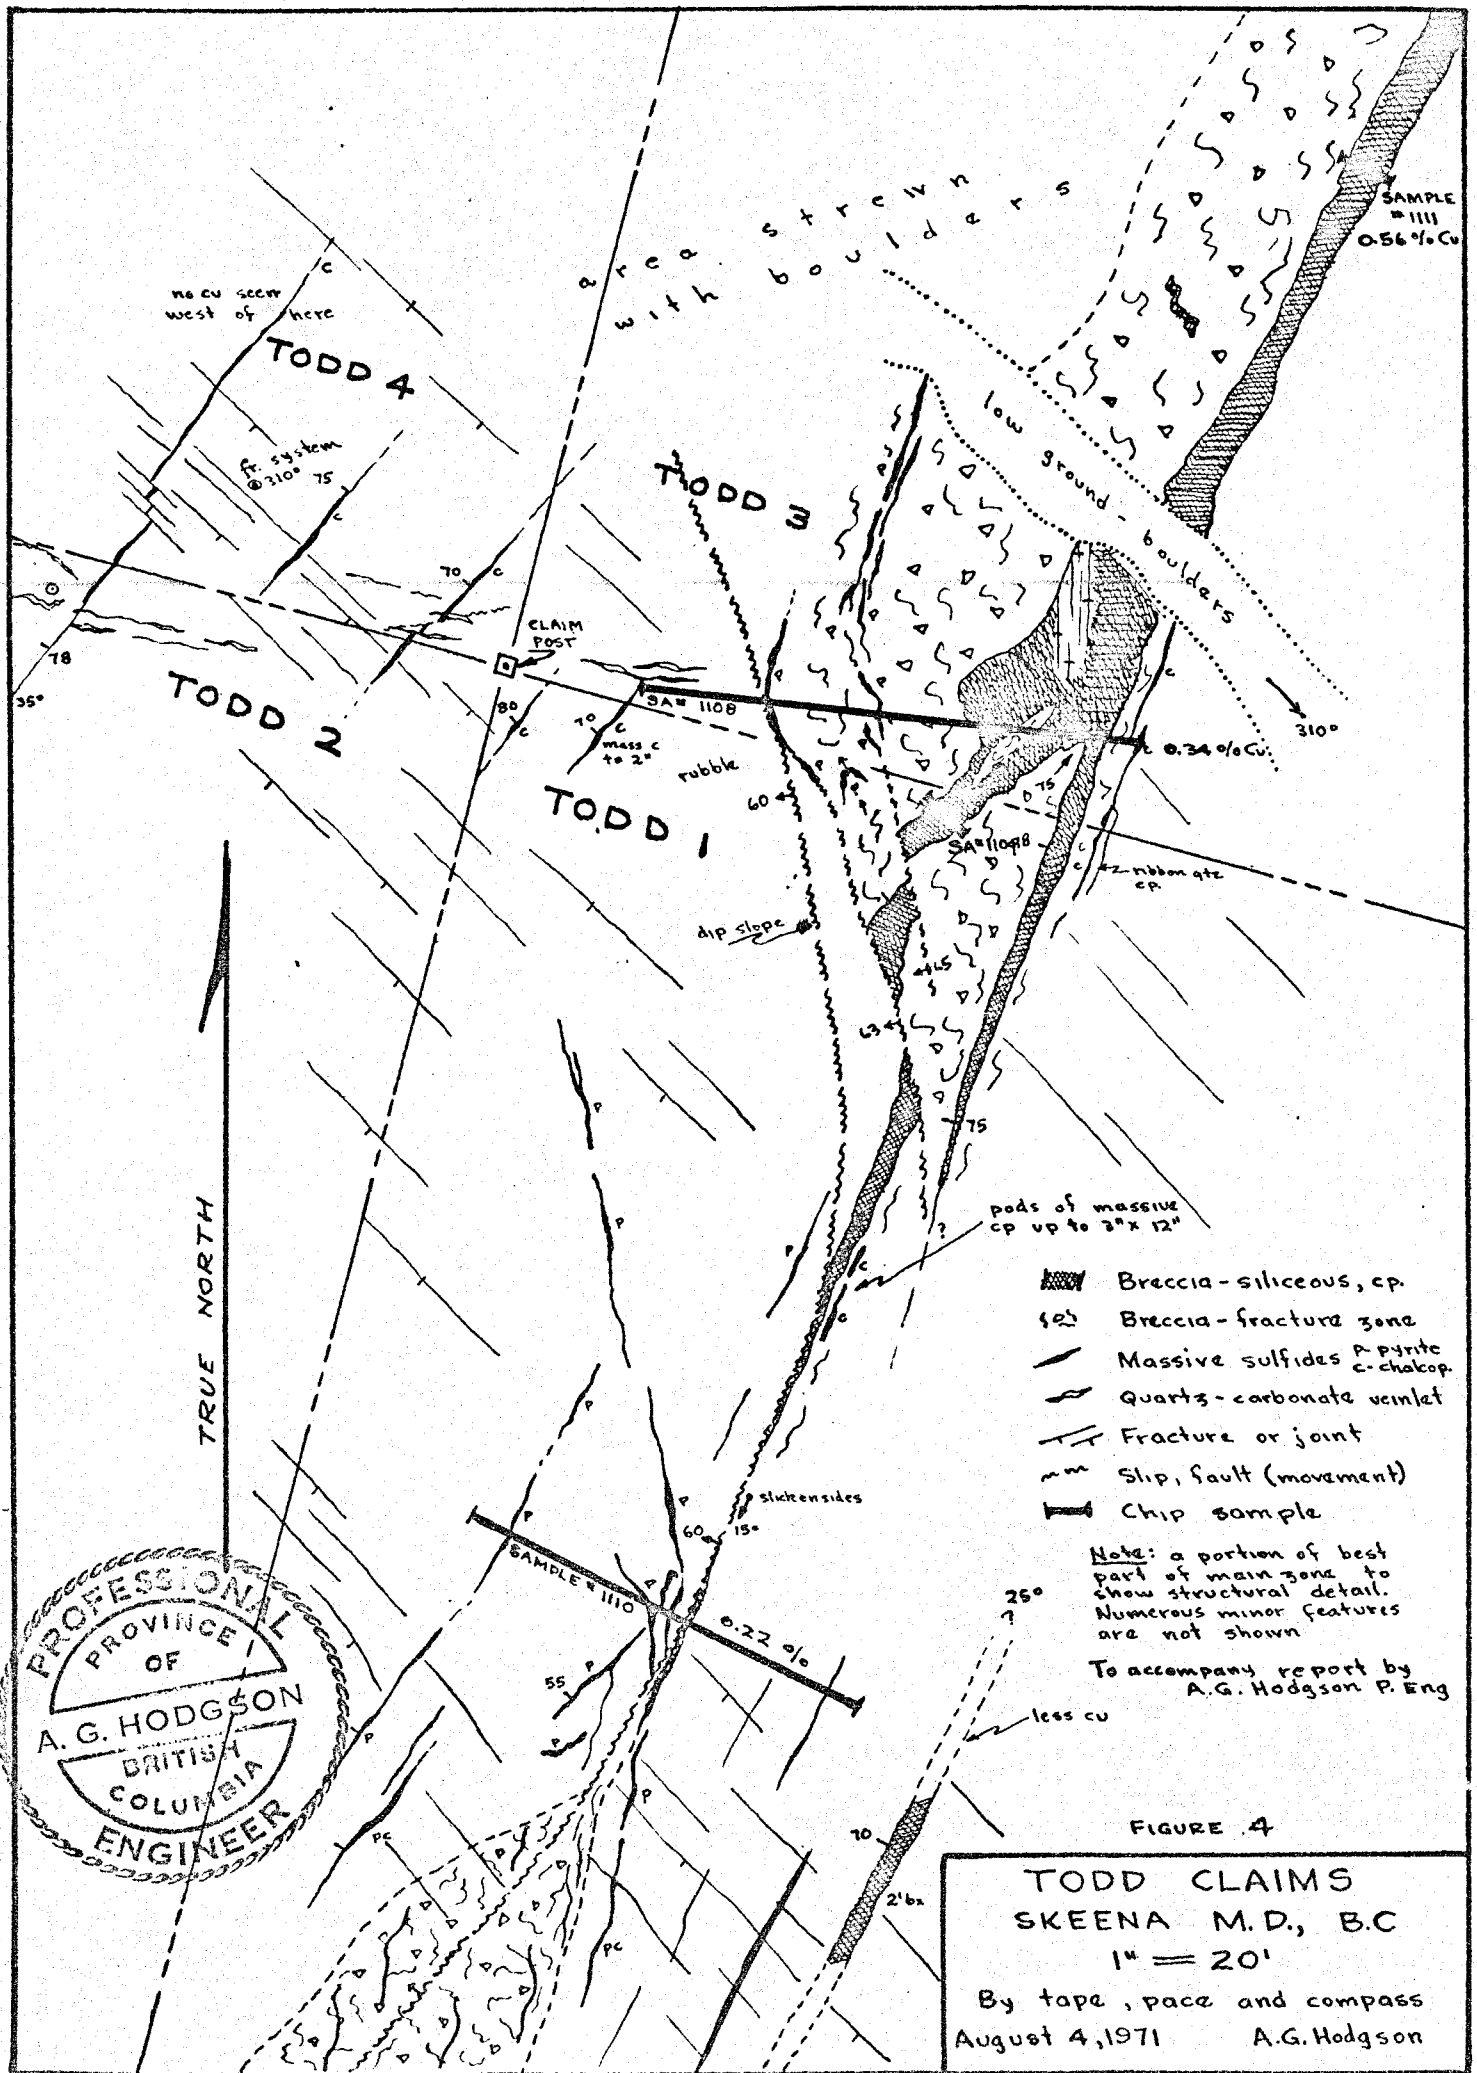 area strewn
with boulders
SAMPLE
#1111
0.56% Cu
no cu seen
west of here
c
TODD 4
fr. system
@ 310°
75
c
TODD 3
P
low ground - boulders
70
c
CLAIM
POST
78
35°
TODD 2
80
c
70
c
mass c
to 2"
SA# 1108
rubble
c
310°
0.34% Cu
TODD 1
60
75
c
c
ribbon qtz
cp.
dip slope
63
75
P
P
pods of massive
cp up to 3" x 12"
?
P
c
c
Breccia - siliceous, cp.
Breccia - fracture zone
Massive sulfides p-pyrite
c-chalcop.
Quartz - carbonate veinlet
Fracture or joint
Slip, fault (movement)
Chip sample
TRUE NORTH
P
P
P
slickensides
60
15°
SAMPLE # 1110
0.22 %
Note: a portion of best
part of main zone to
show structural detail.
Numerous minor features
are not shown
25°
?
To accompany report by
A.G. Hodgson P. Eng
less cu
55
P
P
P
P
PC
PC
PROFESSIONAL
PROVINCE
OF
A. G. HODGSON
BRITISH
COLUMBIA
ENGINEER
70
2' bx
FIGURE 4
TODD CLAIMS
SKEENA M.D., B.C
1" = 20'
By tape, pace and compass
August 4, 1971 A.G. Hodgson